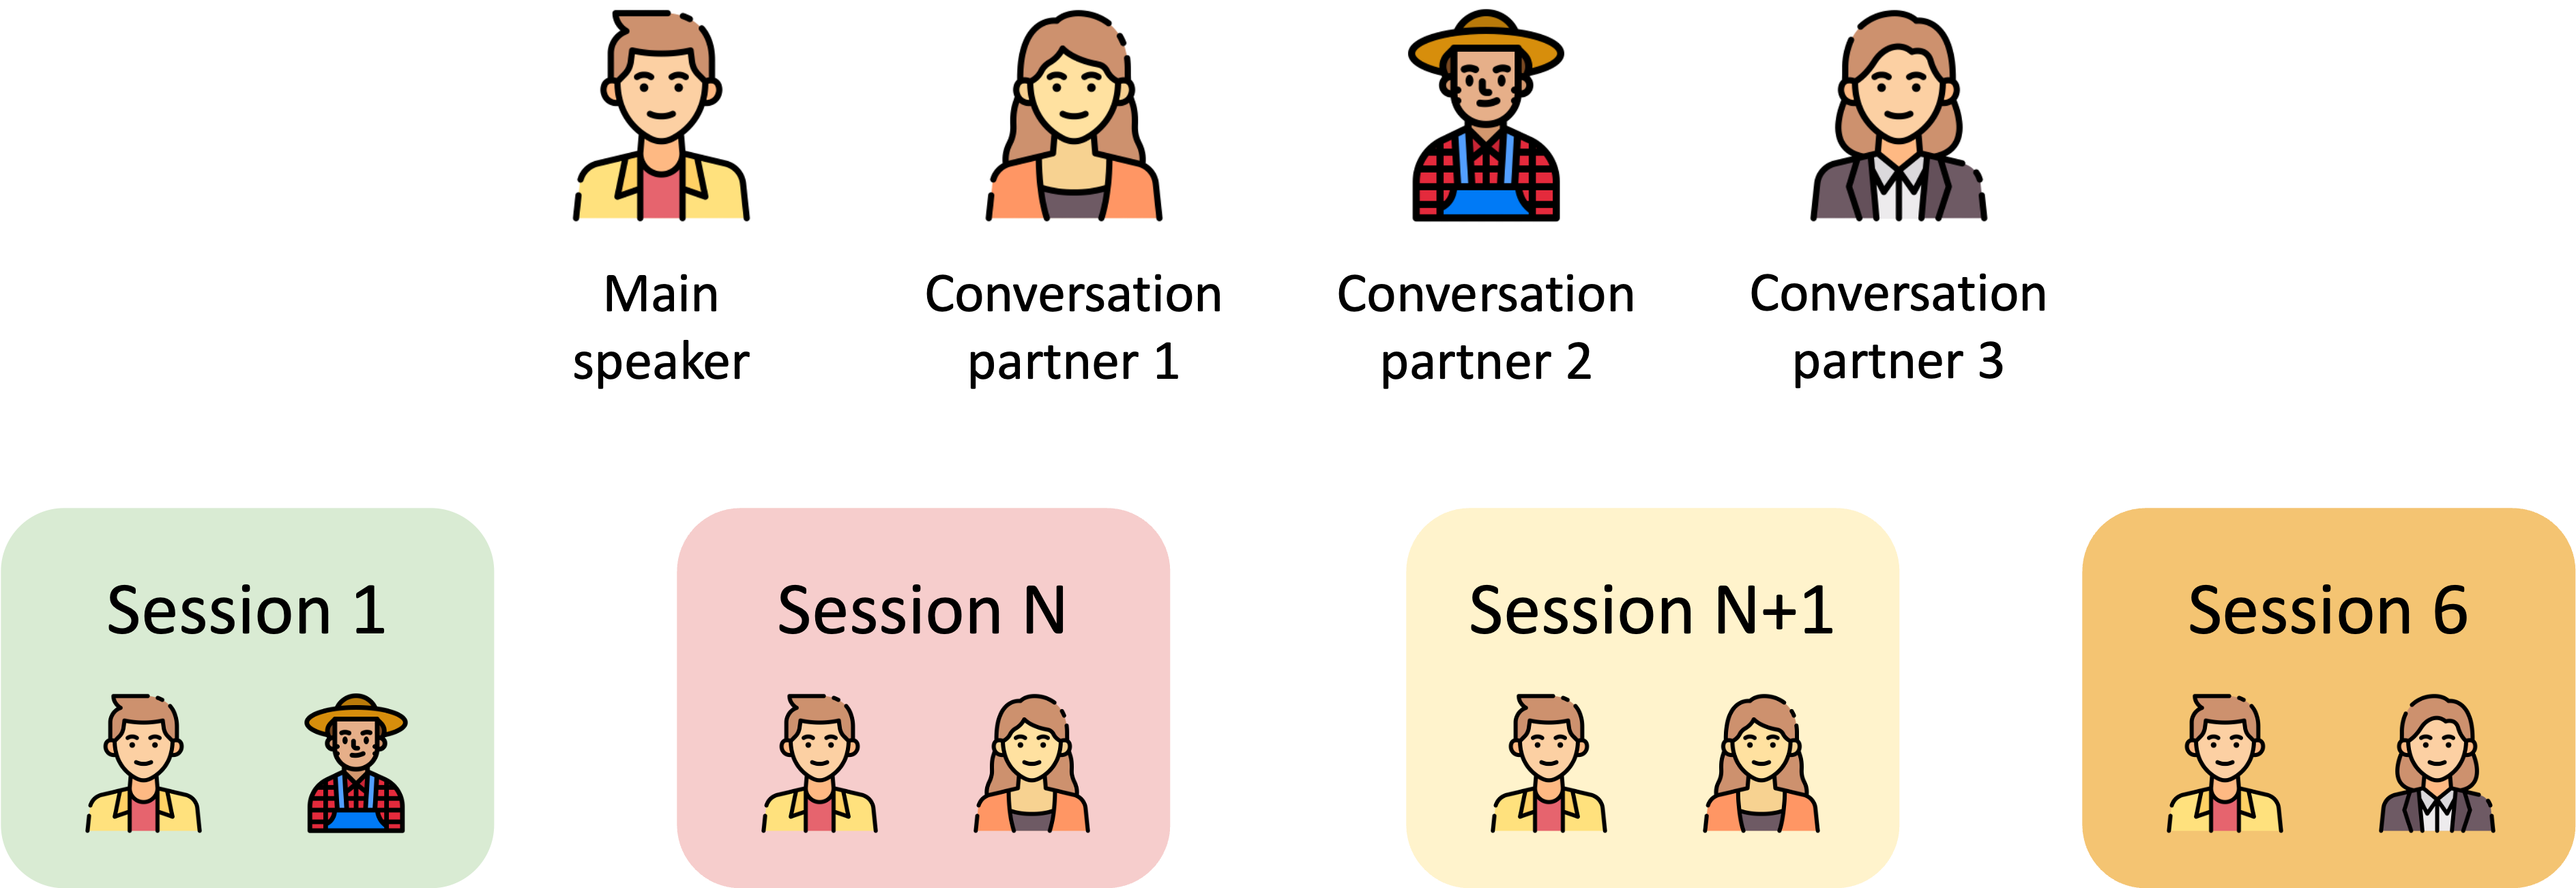 Main
speaker
Conversation
partner 1
Conversation
partner 2
Conversation
partner 3
Session 1
Session N
Session N+1
Session 6